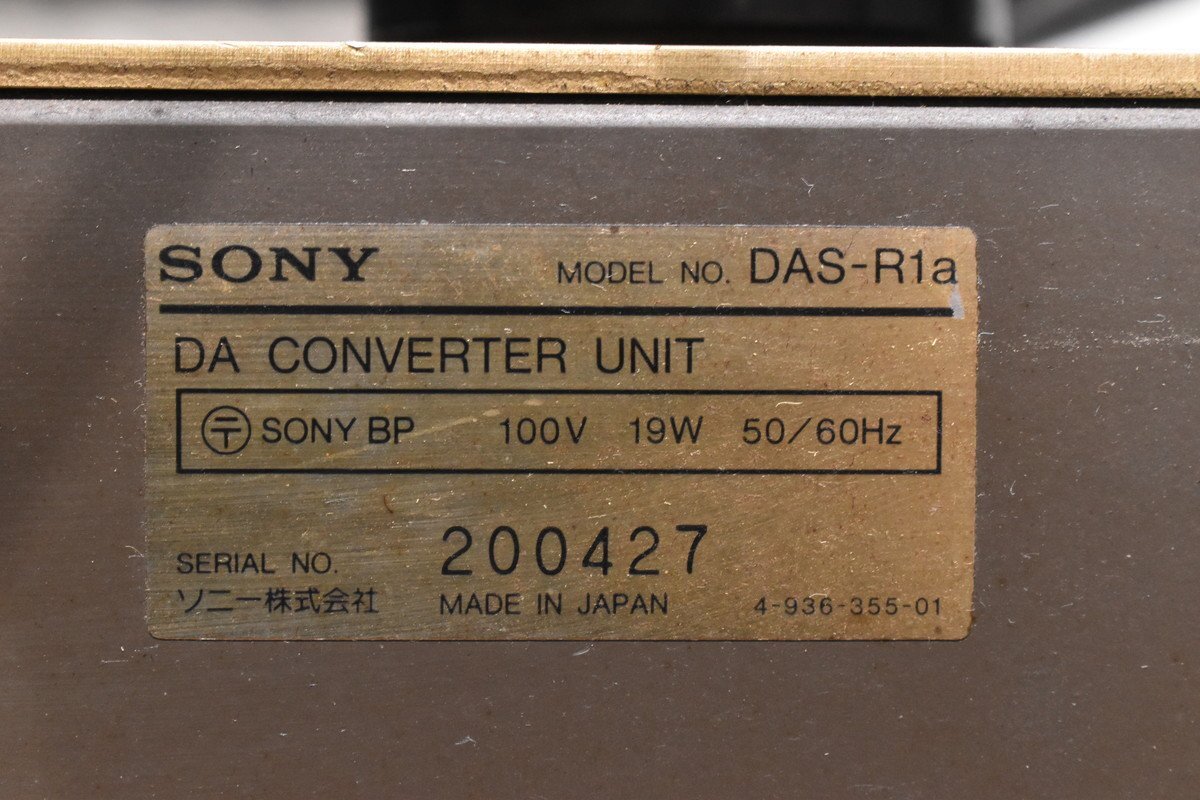 SONY MODEL NO. DAS-R1a
DA CONVERTER UNIT
〒 SONY BP 100V 19W 50/60Hz
SERIAL NO. 200427
ソニー株式会社 MADE IN JAPAN 4-936-355-01